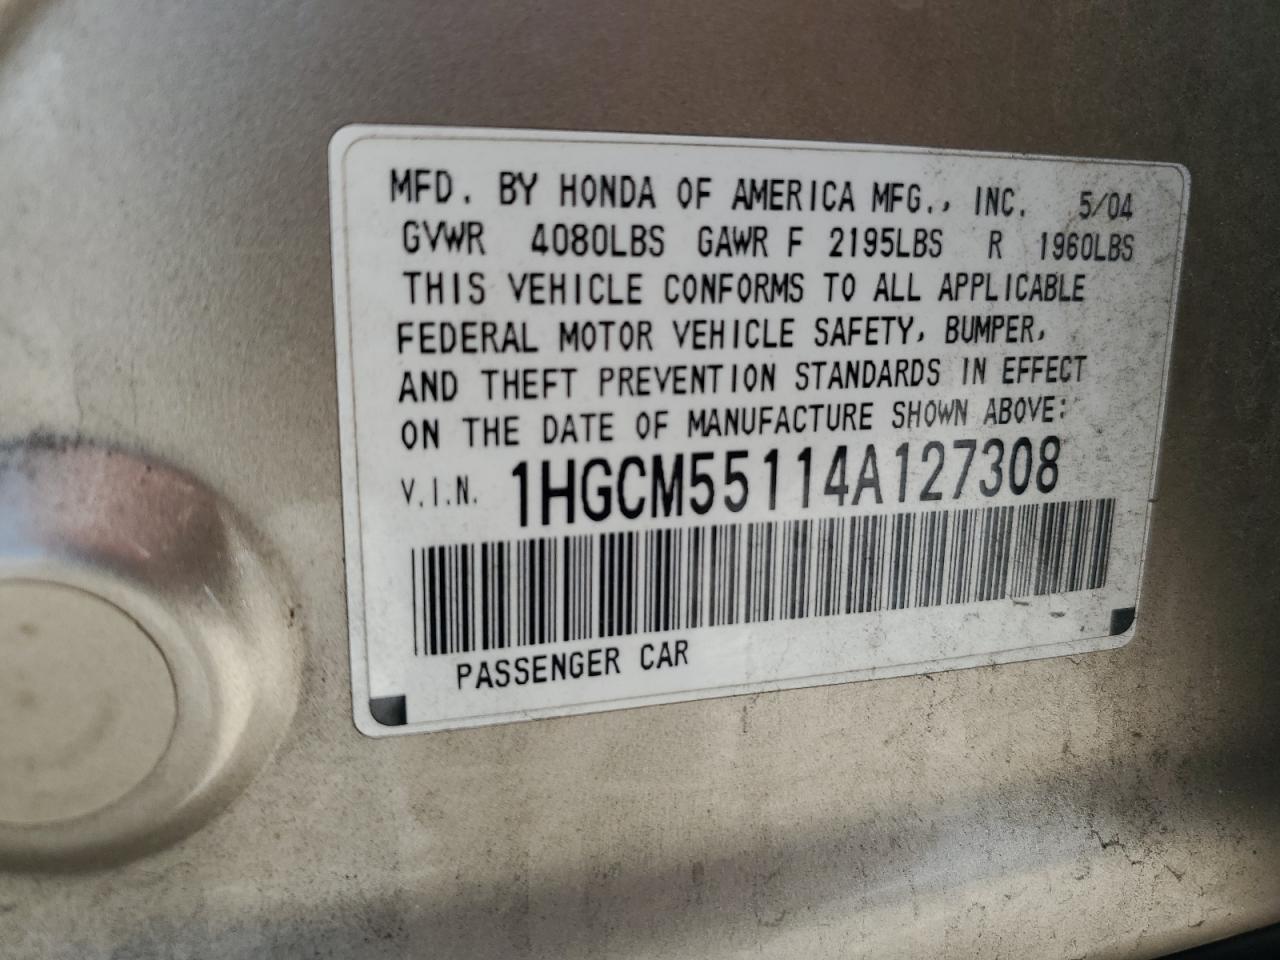 MFD. BY HONDA OF AMERICA MFG., INC. 5/04
GVWR 4080LBS GAWR F 2195LBS R 1960LBS
THIS VEHICLE CONFORMS TO ALL APPLICABLE
FEDERAL MOTOR VEHICLE SAFETY, BUMPER,
AND THEFT PREVENTION STANDARDS IN EFFECT
ON THE DATE OF MANUFACTURE SHOWN ABOVE:
V.I.N. 1HGCM55114A127308
PASSENGER CAR